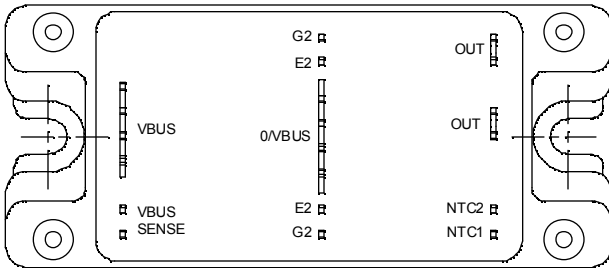 G2
E2
OUT
VBUS
0/VBUS
OUT
VBUS
SENSE
E2
G2
NTC2
NTC1